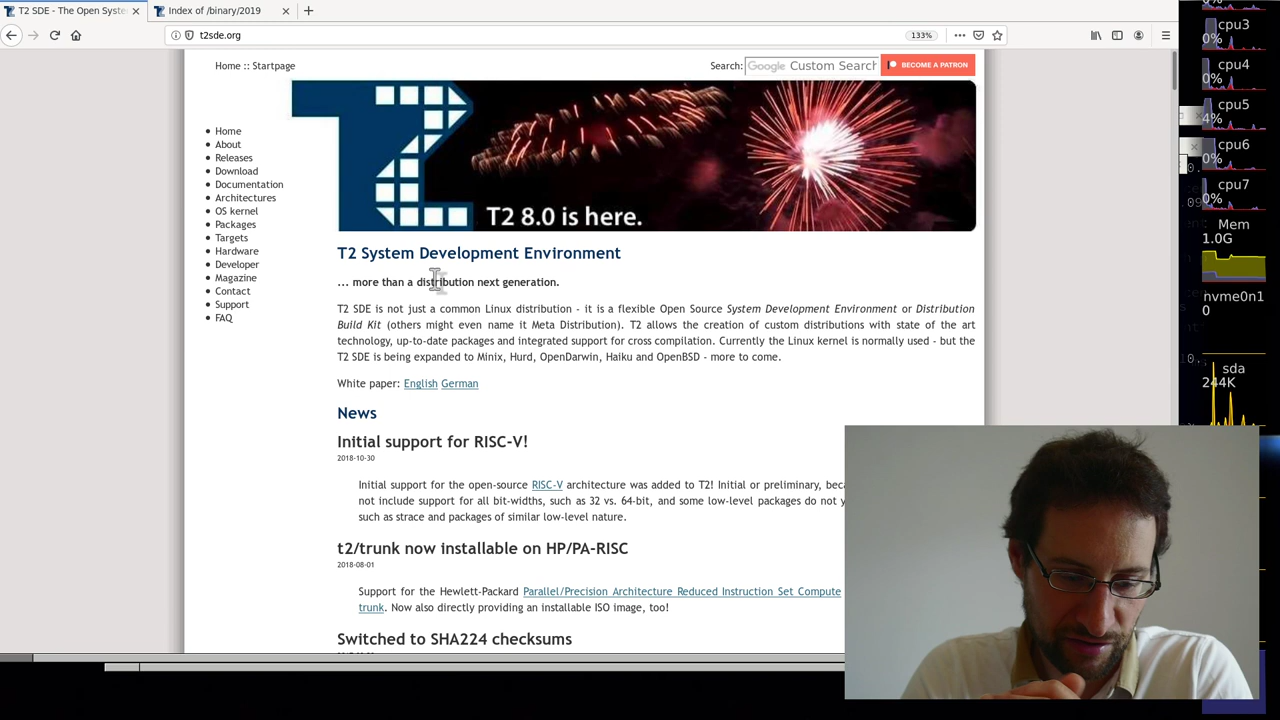 T2 SDE - The Open Syste
Index of /binary/2019
t2sde.org
133%
Home :: Startpage
Search:
Google Custom Search
BECOME A PATRON
T2 8.0 is here.
Home
About
Releases
Download
Documentation
Architectures
OS kernel
Packages
Targets
Hardware
Developer
Magazine
Contact
Support
FAQ
T2 System Development Environment
... more than a distribution next generation.
T2 SDE is not just a common Linux distribution - it is a flexible Open Source System Development Environment or Distribution
Build Kit (others might even name it Meta Distribution). T2 allows the creation of custom distributions with state of the art
technology, up-to-date packages and integrated support for cross compilation. Currently the Linux kernel is normally used - but the
T2 SDE is being expanded to Minix, Hurd, OpenDarwin, Haiku and OpenBSD - more to come.
White paper: English German
News
Initial support for RISC-V!
2018-10-30
Initial support for the open-source RISC-V architecture was added to T2! Initial or preliminary, beca
not include support for all bit-widths, such as 32 vs. 64-bit, and some low-level packages do not y
such as strace and packages of similar low-level nature.
t2/trunk now installable on HP/PA-RISC
2018-08-01
Support for the Hewlett-Packard Parallel/Precision Architecture Reduced Instruction Set Compute
trunk. Now also directly providing an installable ISO image, too!
Switched to SHA224 checksums
cpu3
0%
cpu4
0%
cpu5
4%
cpu6
0%
cpu7
0%
Mem
1.0G
nvme0n1
0
sda
244K